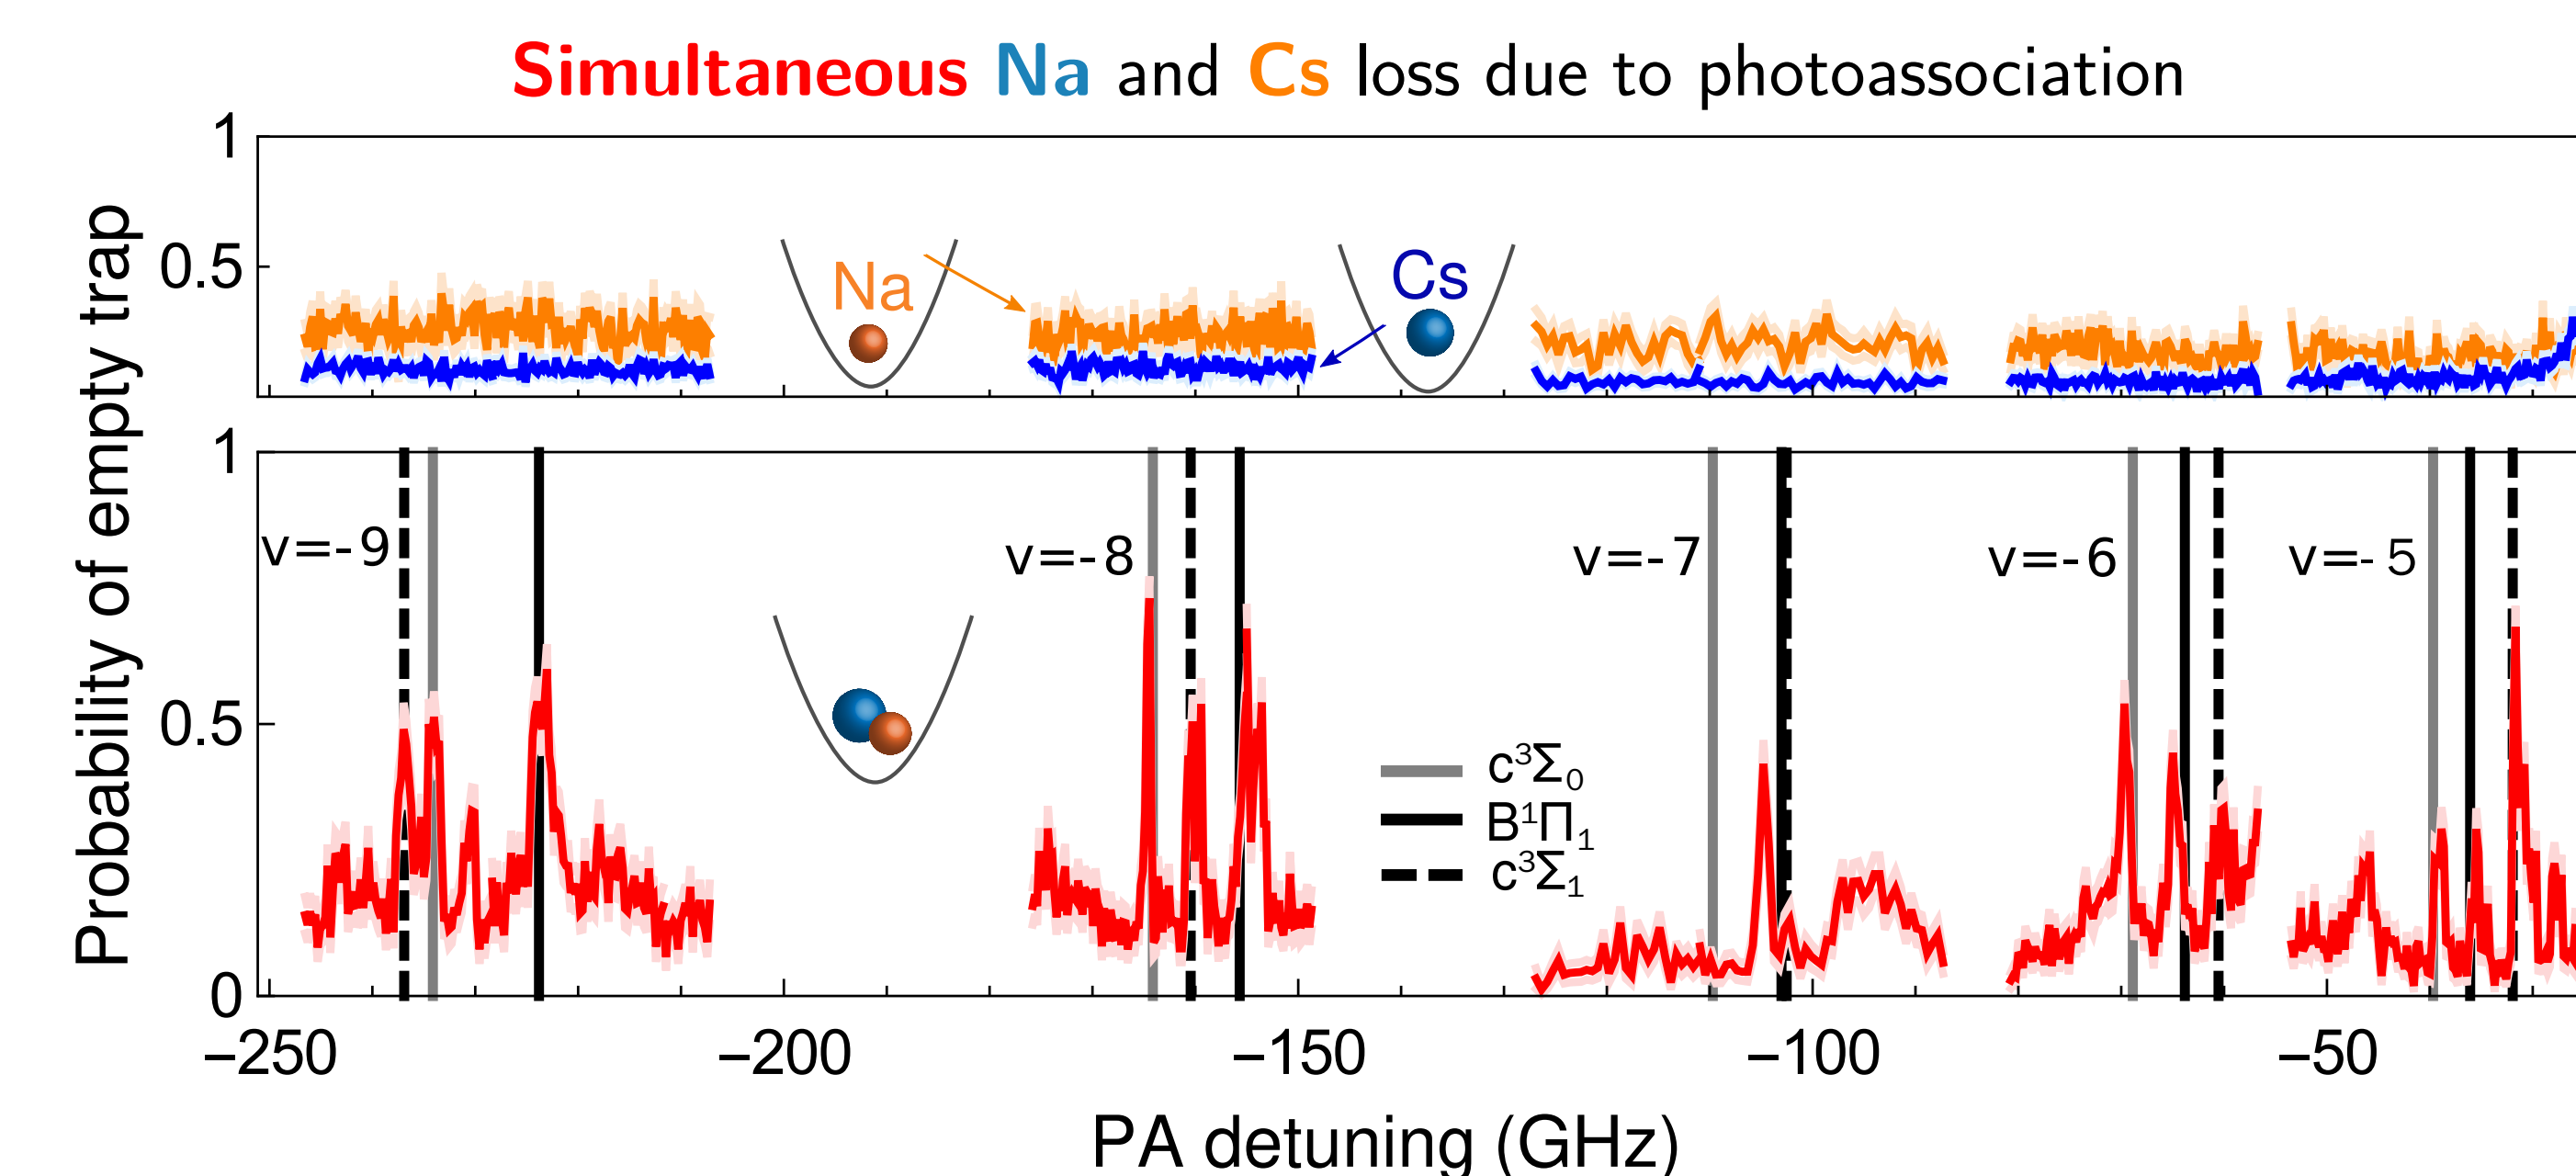 Simultaneous Na and Cs loss due to photoassociation
Probability of empty trap
1
0.5
Na
Cs
1
0.5
0
v=-9
v=-8
v=-7
v=-6
v=-5
c³Σ₀
B¹Π₁
c³Σ₁
−250
−200
−150
−100
−50
PA detuning (GHz)